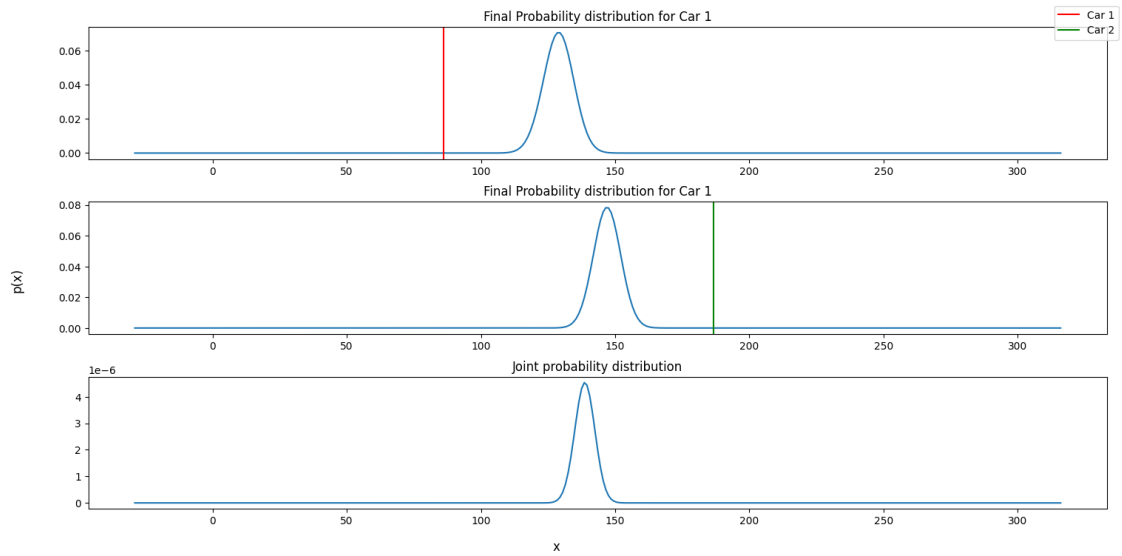 Final Probability distribution for Car 1
Car 1
Car 2
0.06
0.04
0.02
0.00
0 50 100 150 200 250 300
Final Probability distribution for Car 1
0.08
0.06
0.04
0.02
0.00
0 50 100 150 200 250 300
p(x)
Joint probability distribution
1e−6
4
3
2
1
0
0 50 100 150 200 250 300
x